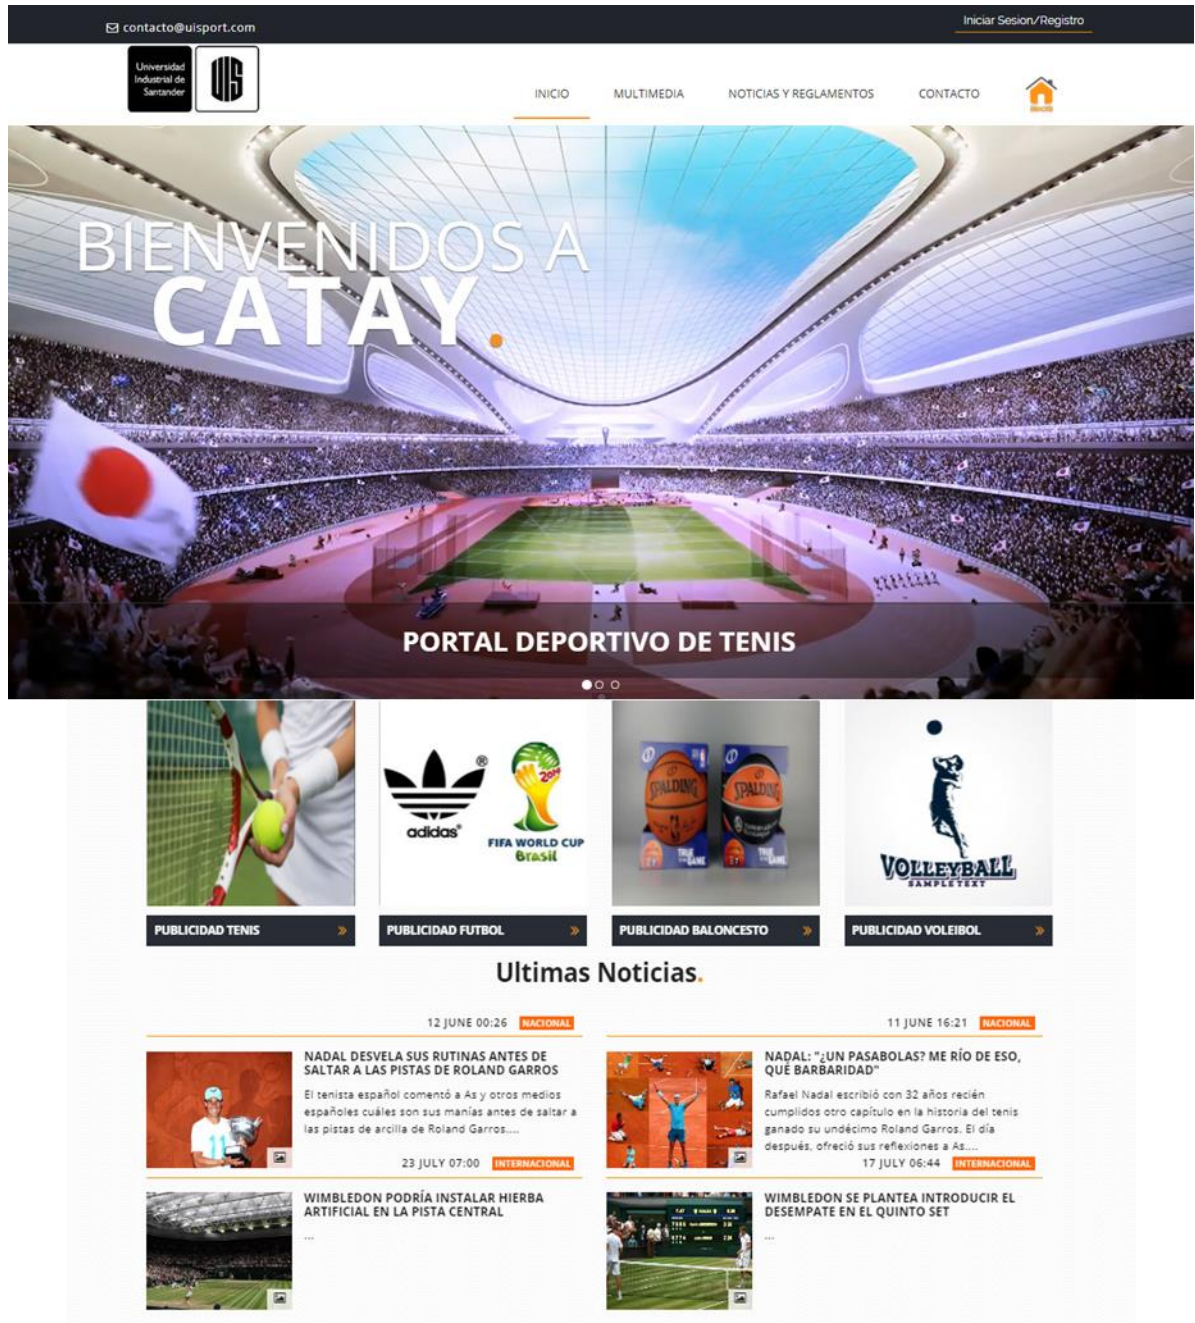 contacto@uisport.com
Iniciar Sesion/Registro
Universidad
Industrial de
Santander
UIS
INICIO
MULTIMEDIA
NOTICIAS Y REGLAMENTOS
CONTACTO
BIENVENIDOS A
CATAY.
PORTAL DEPORTIVO DE TENIS
adidas®
2014
FIFA WORLD CUP
Brasil
SPALDING
SPALDING
TRUE
GAME
TRUE
GAME
VOLLEYBALL
SAMPLETEXT
PUBLICIDAD TENIS
PUBLICIDAD FUTBOL
PUBLICIDAD BALONCESTO
PUBLICIDAD VOLEIBOL
Ultimas Noticias.
12 JUNE 00:26 NACIONAL
NADAL DESVELA SUS RUTINAS ANTES DE
SALTAR A LAS PISTAS DE ROLAND GARROS
El tenista español comentó a As y otros medios
españoles cuáles son sus manías antes de saltar a
las pistas de arcilla de Roland Garros....
11 JUNE 16:21 NACIONAL
NADAL: "¿UN PASABOLAS? ME RÍO DE ESO,
QUÉ BARBARIDAD"
Rafael Nadal escribió con 32 años recién
cumplidos otro capítulo en la historia del tenis
ganado su undécimo Roland Garros. El día
después, ofreció sus reflexiones a As....
23 JULY 07:00 INTERNACIONAL
WIMBLEDON PODRÍA INSTALAR HIERBA
ARTIFICIAL EN LA PISTA CENTRAL
...
17 JULY 06:44 INTERNACIONAL
WIMBLEDON SE PLANTEA INTRODUCIR EL
DESEMPATE EN EL QUINTO SET
...